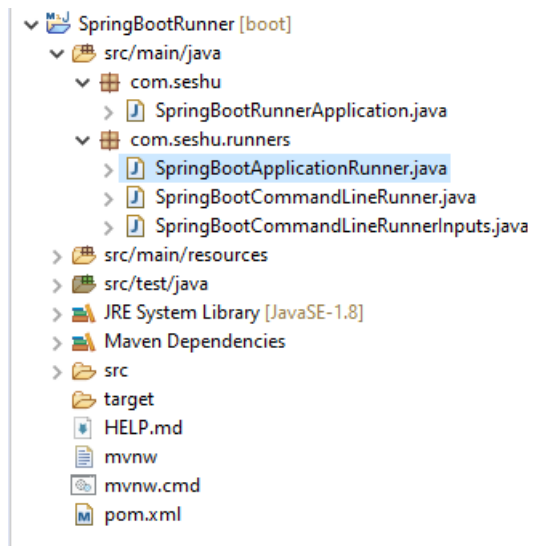 SpringBootRunner [boot]
src/main/java
com.seshu
SpringBootRunnerApplication.java
com.seshu.runners
SpringBootApplicationRunner.java
SpringBootCommandLineRunner.java
SpringBootCommandLineRunnerInputs.java
src/main/resources
src/test/java
JRE System Library [JavaSE-1.8]
Maven Dependencies
src
target
HELP.md
mvnw
mvnw.cmd
pom.xml